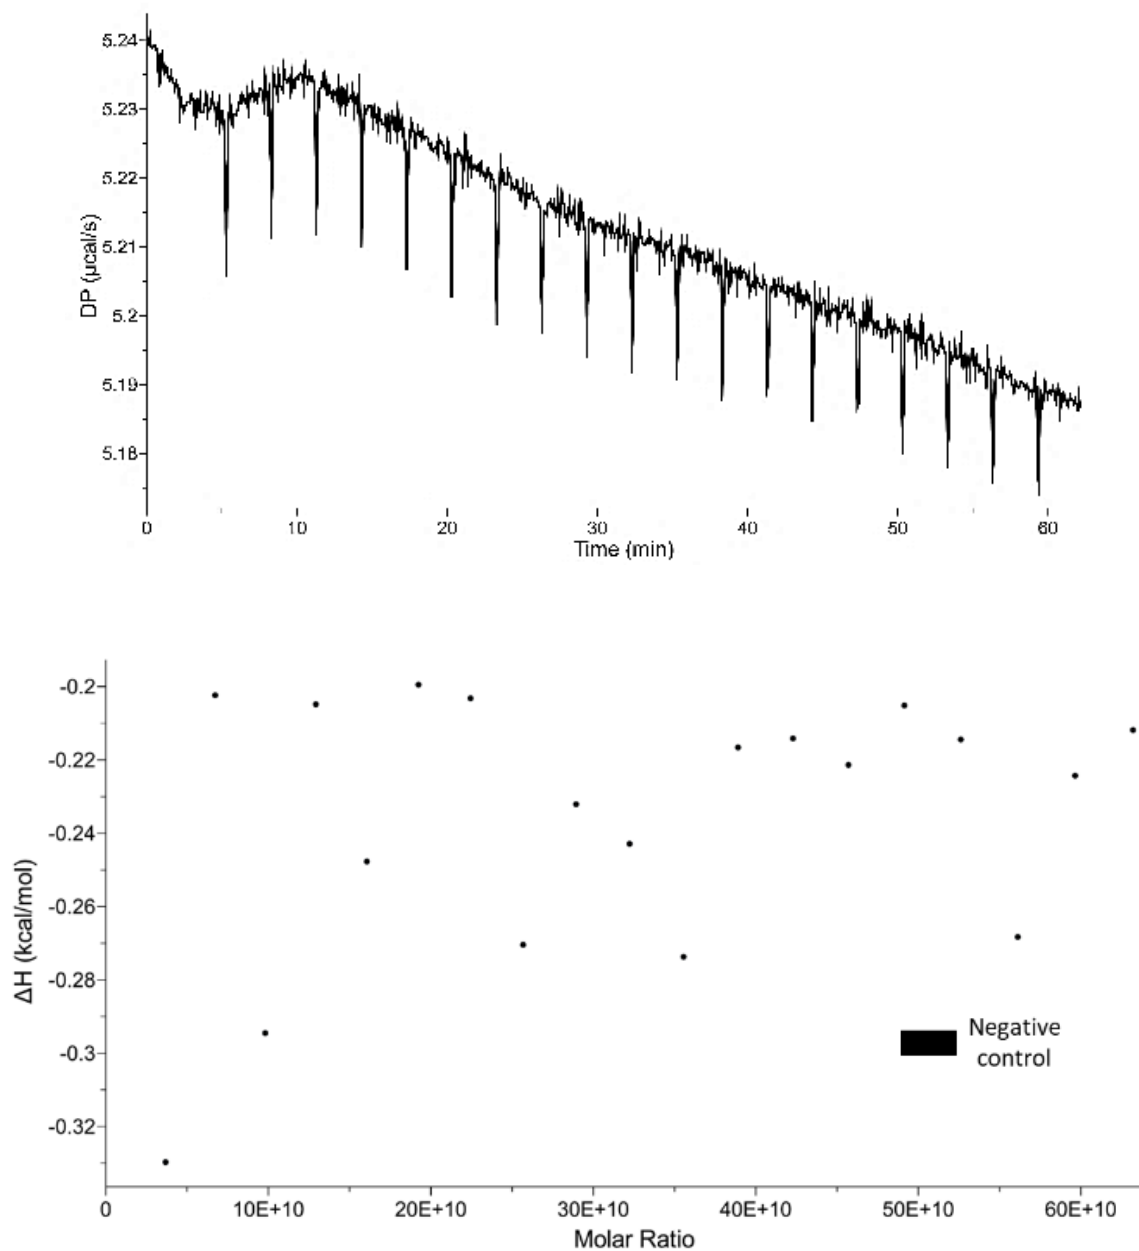 5.24
5.23
5.22
5.21
5.2
5.19
5.18
DP (µcal/s)
0 10 20 30 40 50 60
Time (min)
-0.2
-0.22
-0.24
-0.26
-0.28
-0.3
-0.32
ΔH (kcal/mol)
Negative
control
0 10E+10 20E+10 30E+10 40E+10 50E+10 60E+10
Molar Ratio